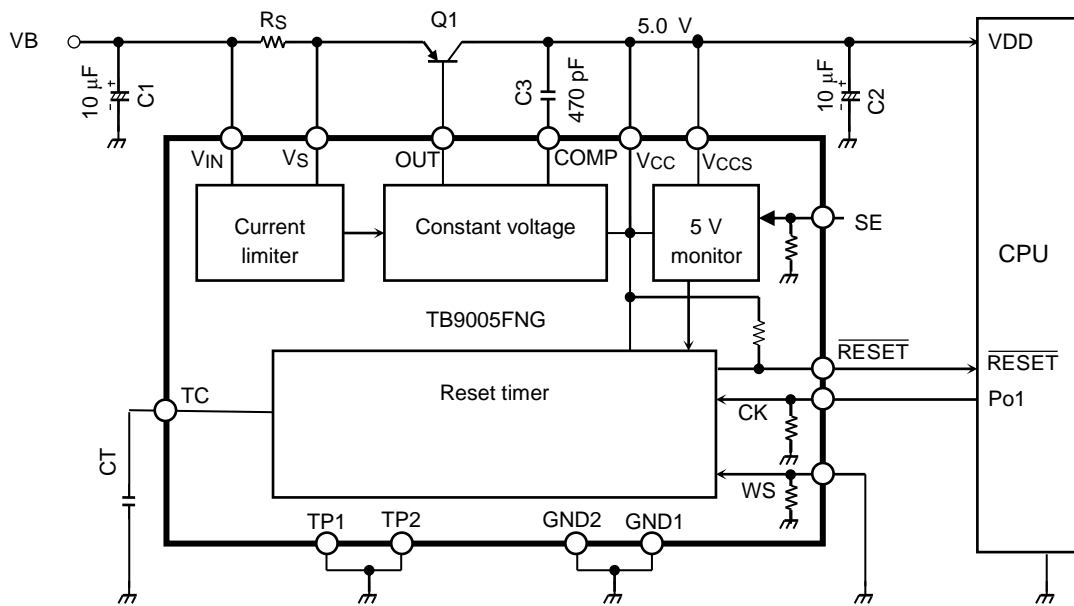 RS
Q1
5.0 V
VB
VDD
10 μF
C1
C3
470 pF
10 μF
C2
VIN
VS
OUT
COMP
VCC
VCCS
Current
limiter
Constant voltage
5 V
monitor
SE
CPU
TB9005FNG
RESET
RESET
TC
Reset timer
CK
Po1
CT
WS
TP1
TP2
GND2
GND1